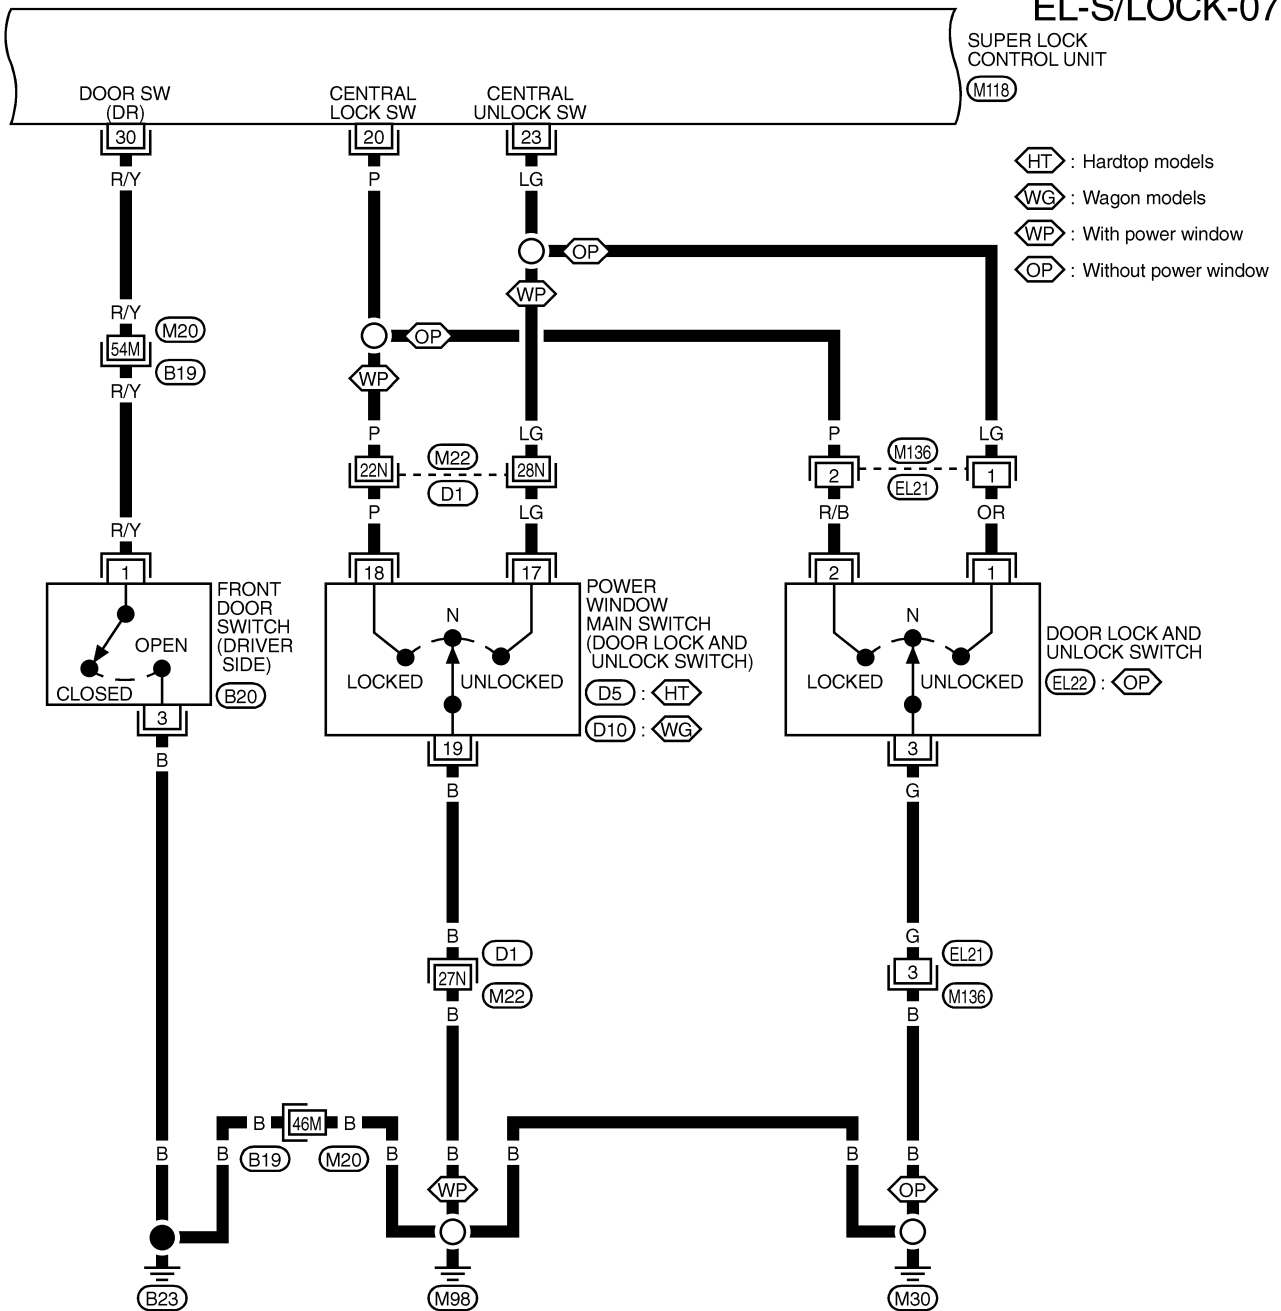 EL-S/LOCK-07
SUPER LOCK
CONTROL UNIT
M118
DOOR SW
(DR)
CENTRAL
LOCK SW
CENTRAL
UNLOCK SW
30
20
23
R/Y
P
LG
HT : Hardtop models
WG : Wagon models
WP : With power window
OP : Without power window
OP
WP
R/Y
M20
54M
B19
R/Y
OP
WP
P
LG
P
LG
22N
M22
D1
28N
2
M136
EL21
1
P
LG
R/B
OR
R/Y
1
18
17
2
1
FRONT
DOOR
SWITCH
(DRIVER
SIDE)
B20
OPEN
CLOSED
3
N
LOCKED
UNLOCKED
POWER
WINDOW
MAIN SWITCH
(DOOR LOCK AND
UNLOCK SWITCH)
D5 : HT
D10 : WG
19
N
LOCKED
UNLOCKED
DOOR LOCK AND
UNLOCK SWITCH
EL22 : OP
3
B
B
G
B
G
D1
27N
M22
EL21
3
M136
B
B
B
46M
B
B19
M20
B
B
B
B
B
B
B
WP
OP
B23
M98
M30